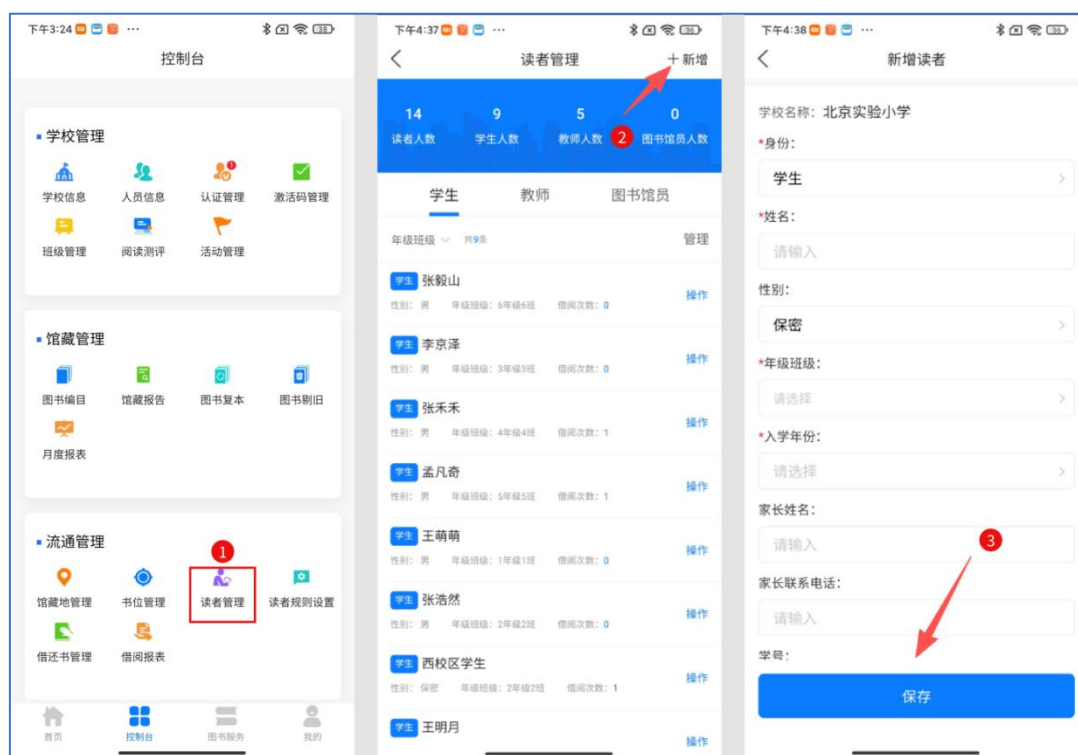 下午3:24 ··· 38
控制台
学校管理
学校信息 人员信息 认证管理 激活码管理
班级管理 阅读测评 活动管理
馆藏管理
图书编目 馆藏报告 图书复本 图书剔旧
月度报表
流通管理
1
馆藏地管理 书位管理 读者管理 读者规则设置
借还书管理 借阅报表
首页 控制台 图书服务 我的
下午4:37 ··· 36
读者管理 +新增
14 9 5 0
读者人数 学生人数 教师人数 2 图书馆员人数
学生 教师 图书馆员
年级班级 共9条 管理
学生 张毅山
性别: 男 年级班级: 6年级6班 借阅次数: 0 操作
学生 李京泽
性别: 男 年级班级: 3年级3班 借阅次数: 0 操作
学生 张禾禾
性别: 男 年级班级: 4年级4班 借阅次数: 1 操作
学生 孟凡奇
性别: 男 年级班级: 5年级5班 借阅次数: 1 操作
学生 王萌萌
性别: 男 年级班级: 1年级1班 借阅次数: 0 操作
学生 张浩然
性别: 男 年级班级: 2年级2班 借阅次数: 0 操作
学生 西校区学生
性别: 保密 年级班级: 2年级2班 借阅次数: 1 操作
学生 王明月
操作
下午4:38 ··· 36
新增读者
学校名称: 北京实验小学
*身份:
学生
*姓名:
请输入
性别:
保密
*年级班级:
请选择
*入学年份:
请选择
家长姓名:
请输入 3
家长联系电话:
请输入
学号:
保存